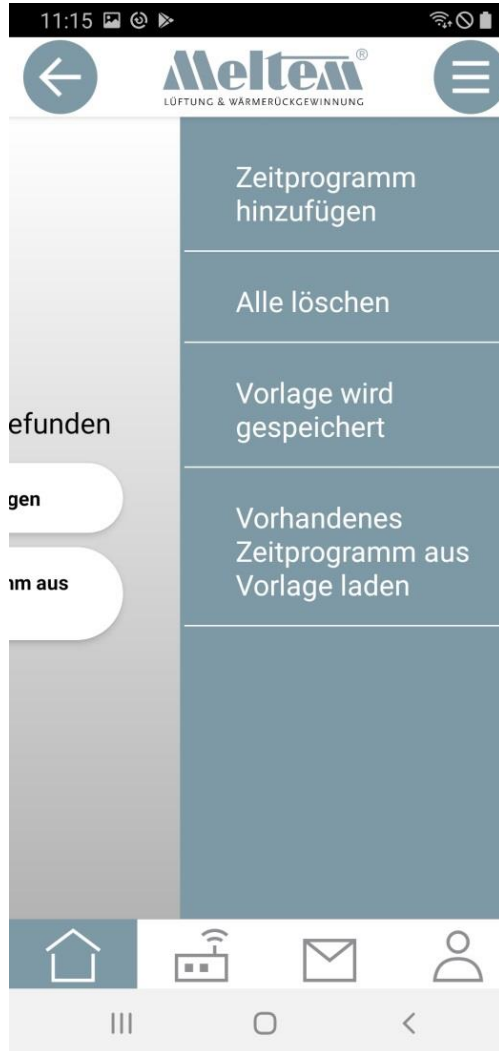 11:15
Meltem®
LÜFTUNG & WÄRMERÜCKGEWINNUNG
Zeitprogramm
hinzufügen
Alle löschen
Vorlage wird
gespeichert
efunden
gen
Vorhandenes
Zeitprogramm aus
Vorlage laden
m aus